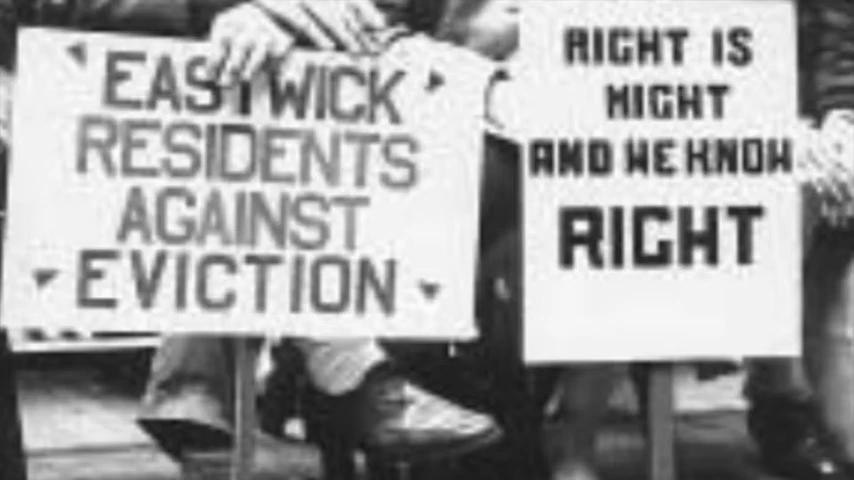 EASTWICK
RESIDENTS
AGAINST
EVICTION
RIGHT IS
MIGHT
AND WE KNOW
RIGHT